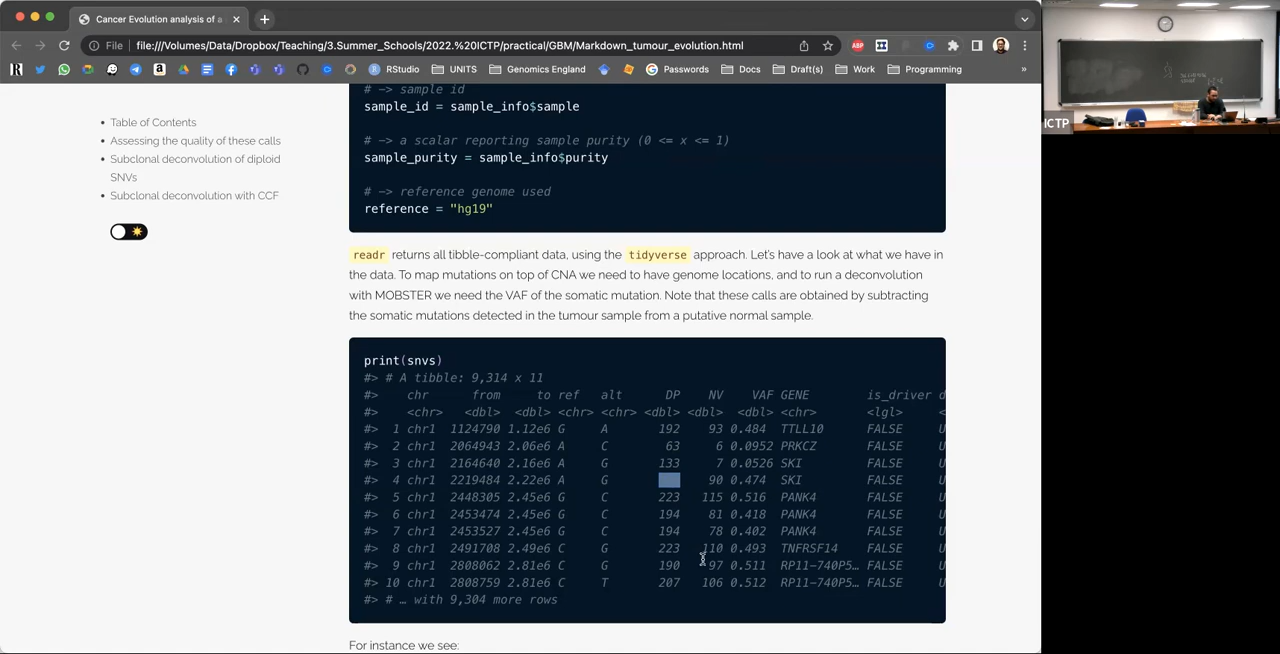 Cancer Evolution analysis of a
File
file:///Volumes/Data/Dropbox/Teaching/3.Summer_Schools/2022.%20ICTP/practical/GBM/Markdown_tumour_evolution.html
ABP
RStudio
UNITS
Genomics England
Passwords
Docs
Draft(s)
Work
Programming
»
Table of Contents
Assessing the quality of these calls
Subclonal deconvolution of diploid
SNVs
Subclonal deconvolution with CCF
# -> sample id
sample_id = sample_info$sample
# -> a scalar reporting sample purity (0 <= x <= 1)
sample_purity = sample_info$purity
# -> reference genome used
reference = "hg19"
readr returns all tibble-compliant data, using the tidyverse approach. Let's have a look at what we have in
the data. To map mutations on top of CNA we need to have genome locations, and to run a deconvolution
with MOBSTER we need the VAF of the somatic mutation. Note that these calls are obtained by subtracting
the somatic mutations detected in the tumour sample from a putative normal sample.
print(snvs)
#> # A tibble: 9,314 x 11
#> chr from to ref alt DP NV VAF GENE is_driver d
#> <chr> <dbl> <dbl> <chr> <chr> <dbl> <dbl> <dbl> <chr> <lgl> <
#> 1 chr1 1124790 1.12e6 G A 192 93 0.484 TTLL10 FALSE U
#> 2 chr1 2064943 2.06e6 A C 63 6 0.0952 PRKCZ FALSE U
#> 3 chr1 2164640 2.16e6 A G 133 7 0.0526 SKI FALSE U
#> 4 chr1 2219484 2.22e6 A G 90 0.474 SKI FALSE U
#> 5 chr1 2448305 2.45e6 G C 223 115 0.516 PANK4 FALSE U
#> 6 chr1 2453474 2.45e6 G C 194 81 0.418 PANK4 FALSE U
#> 7 chr1 2453527 2.45e6 G C 194 78 0.402 PANK4 FALSE U
#> 8 chr1 2491708 2.49e6 C G 223 110 0.493 TNFRSF14 FALSE U
#> 9 chr1 2808062 2.81e6 C G 190 97 0.511 RP11-740P5… FALSE U
#> 10 chr1 2808759 2.81e6 C T 207 106 0.512 RP11-740P5… FALSE U
#> # … with 9,304 more rows
For instance we see:
ICTP